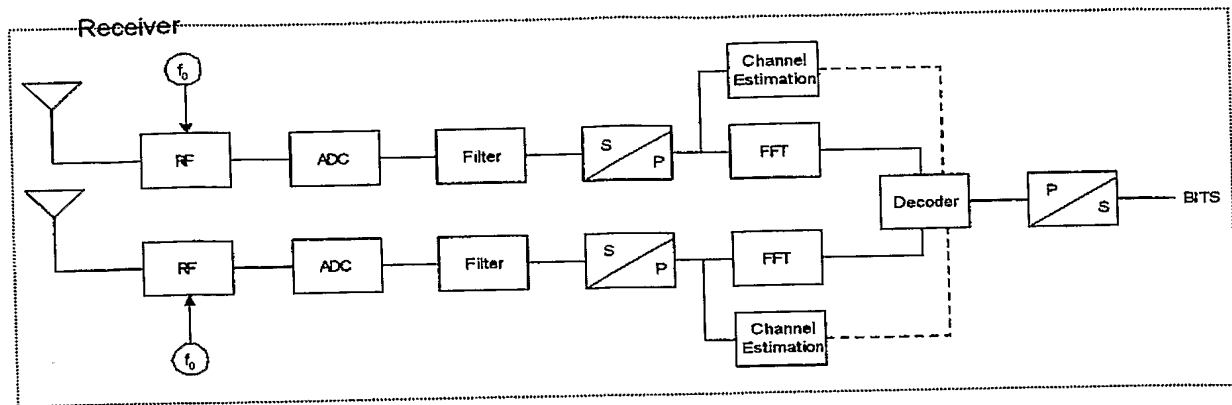 Receiver
f0
Channel
Estimation
RF
ADC
Filter
S
P
FFT
Decoder
P
S
BITS
RF
ADC
Filter
S
P
FFT
Channel
Estimation
f0